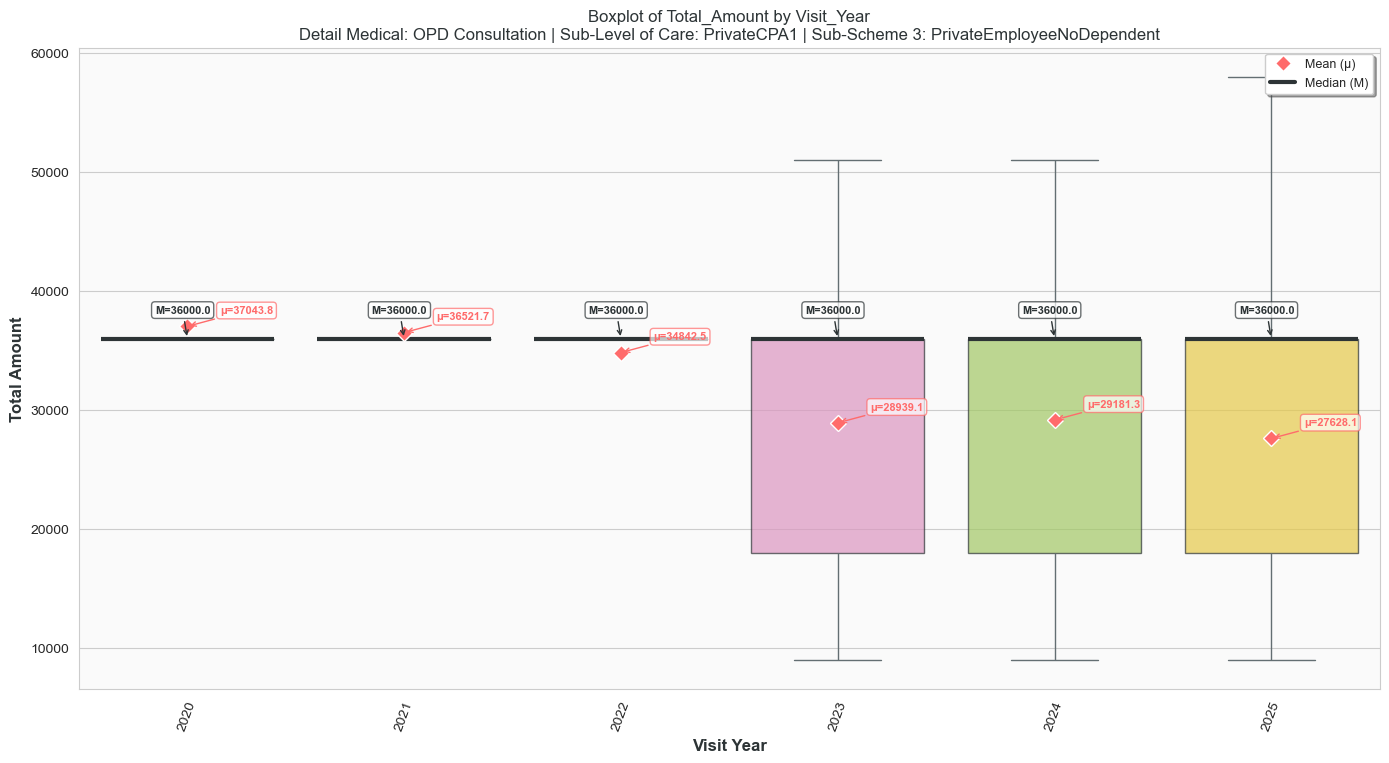 Boxplot of Total_Amount by Visit_Year
Detail Medical: OPD Consultation | Sub-Level of Care: PrivateCPA1 | Sub-Scheme 3: PrivateEmployeeNoDependent
Mean (μ)
Median (M)
Total Amount
60000
50000
40000
30000
20000
10000
M=36000.0
μ=37043.8
M=36000.0
μ=36521.7
M=36000.0
μ=34842.5
M=36000.0
μ=28939.1
M=36000.0
μ=29181.3
M=36000.0
μ=27628.1
2020
2021
2022
2023
2024
2025
Visit Year